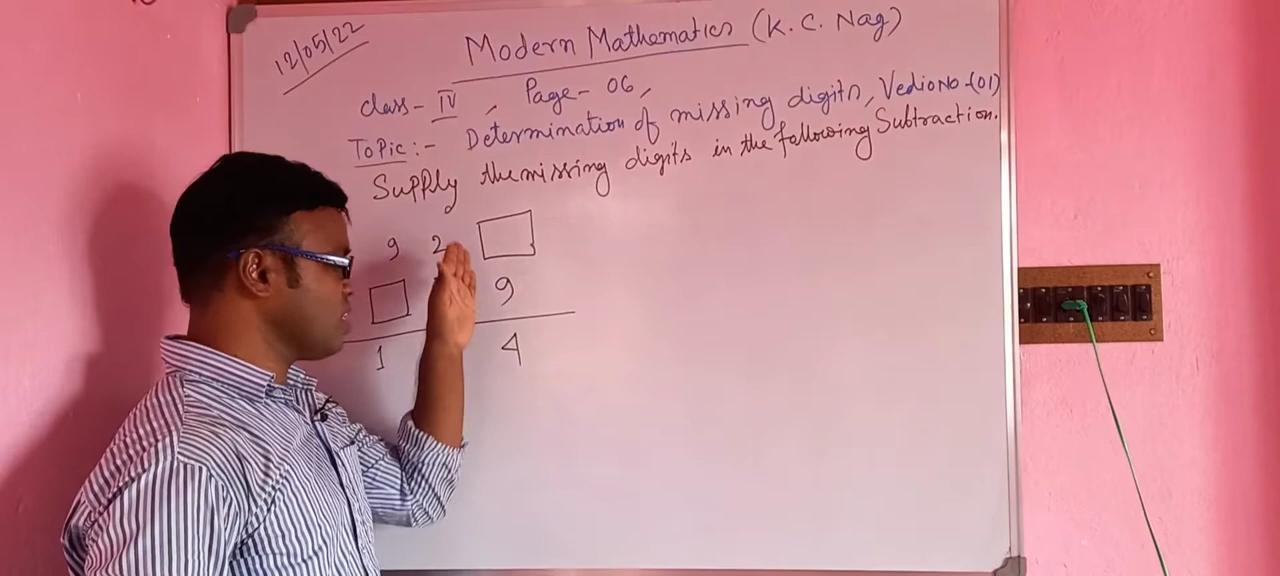 12/05/22
Modern Mathematics (K. C. Nag)
class- IV, Page- 06,
Topic:- Determination of missing digits, Vedio No-(01)
Supply the missing digits in the following Subtraction.
9 2
9
1 4